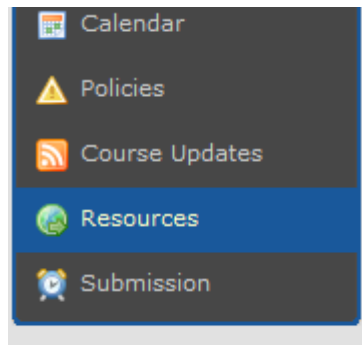 Calendar
Policies
Course Updates
Resources
Submission